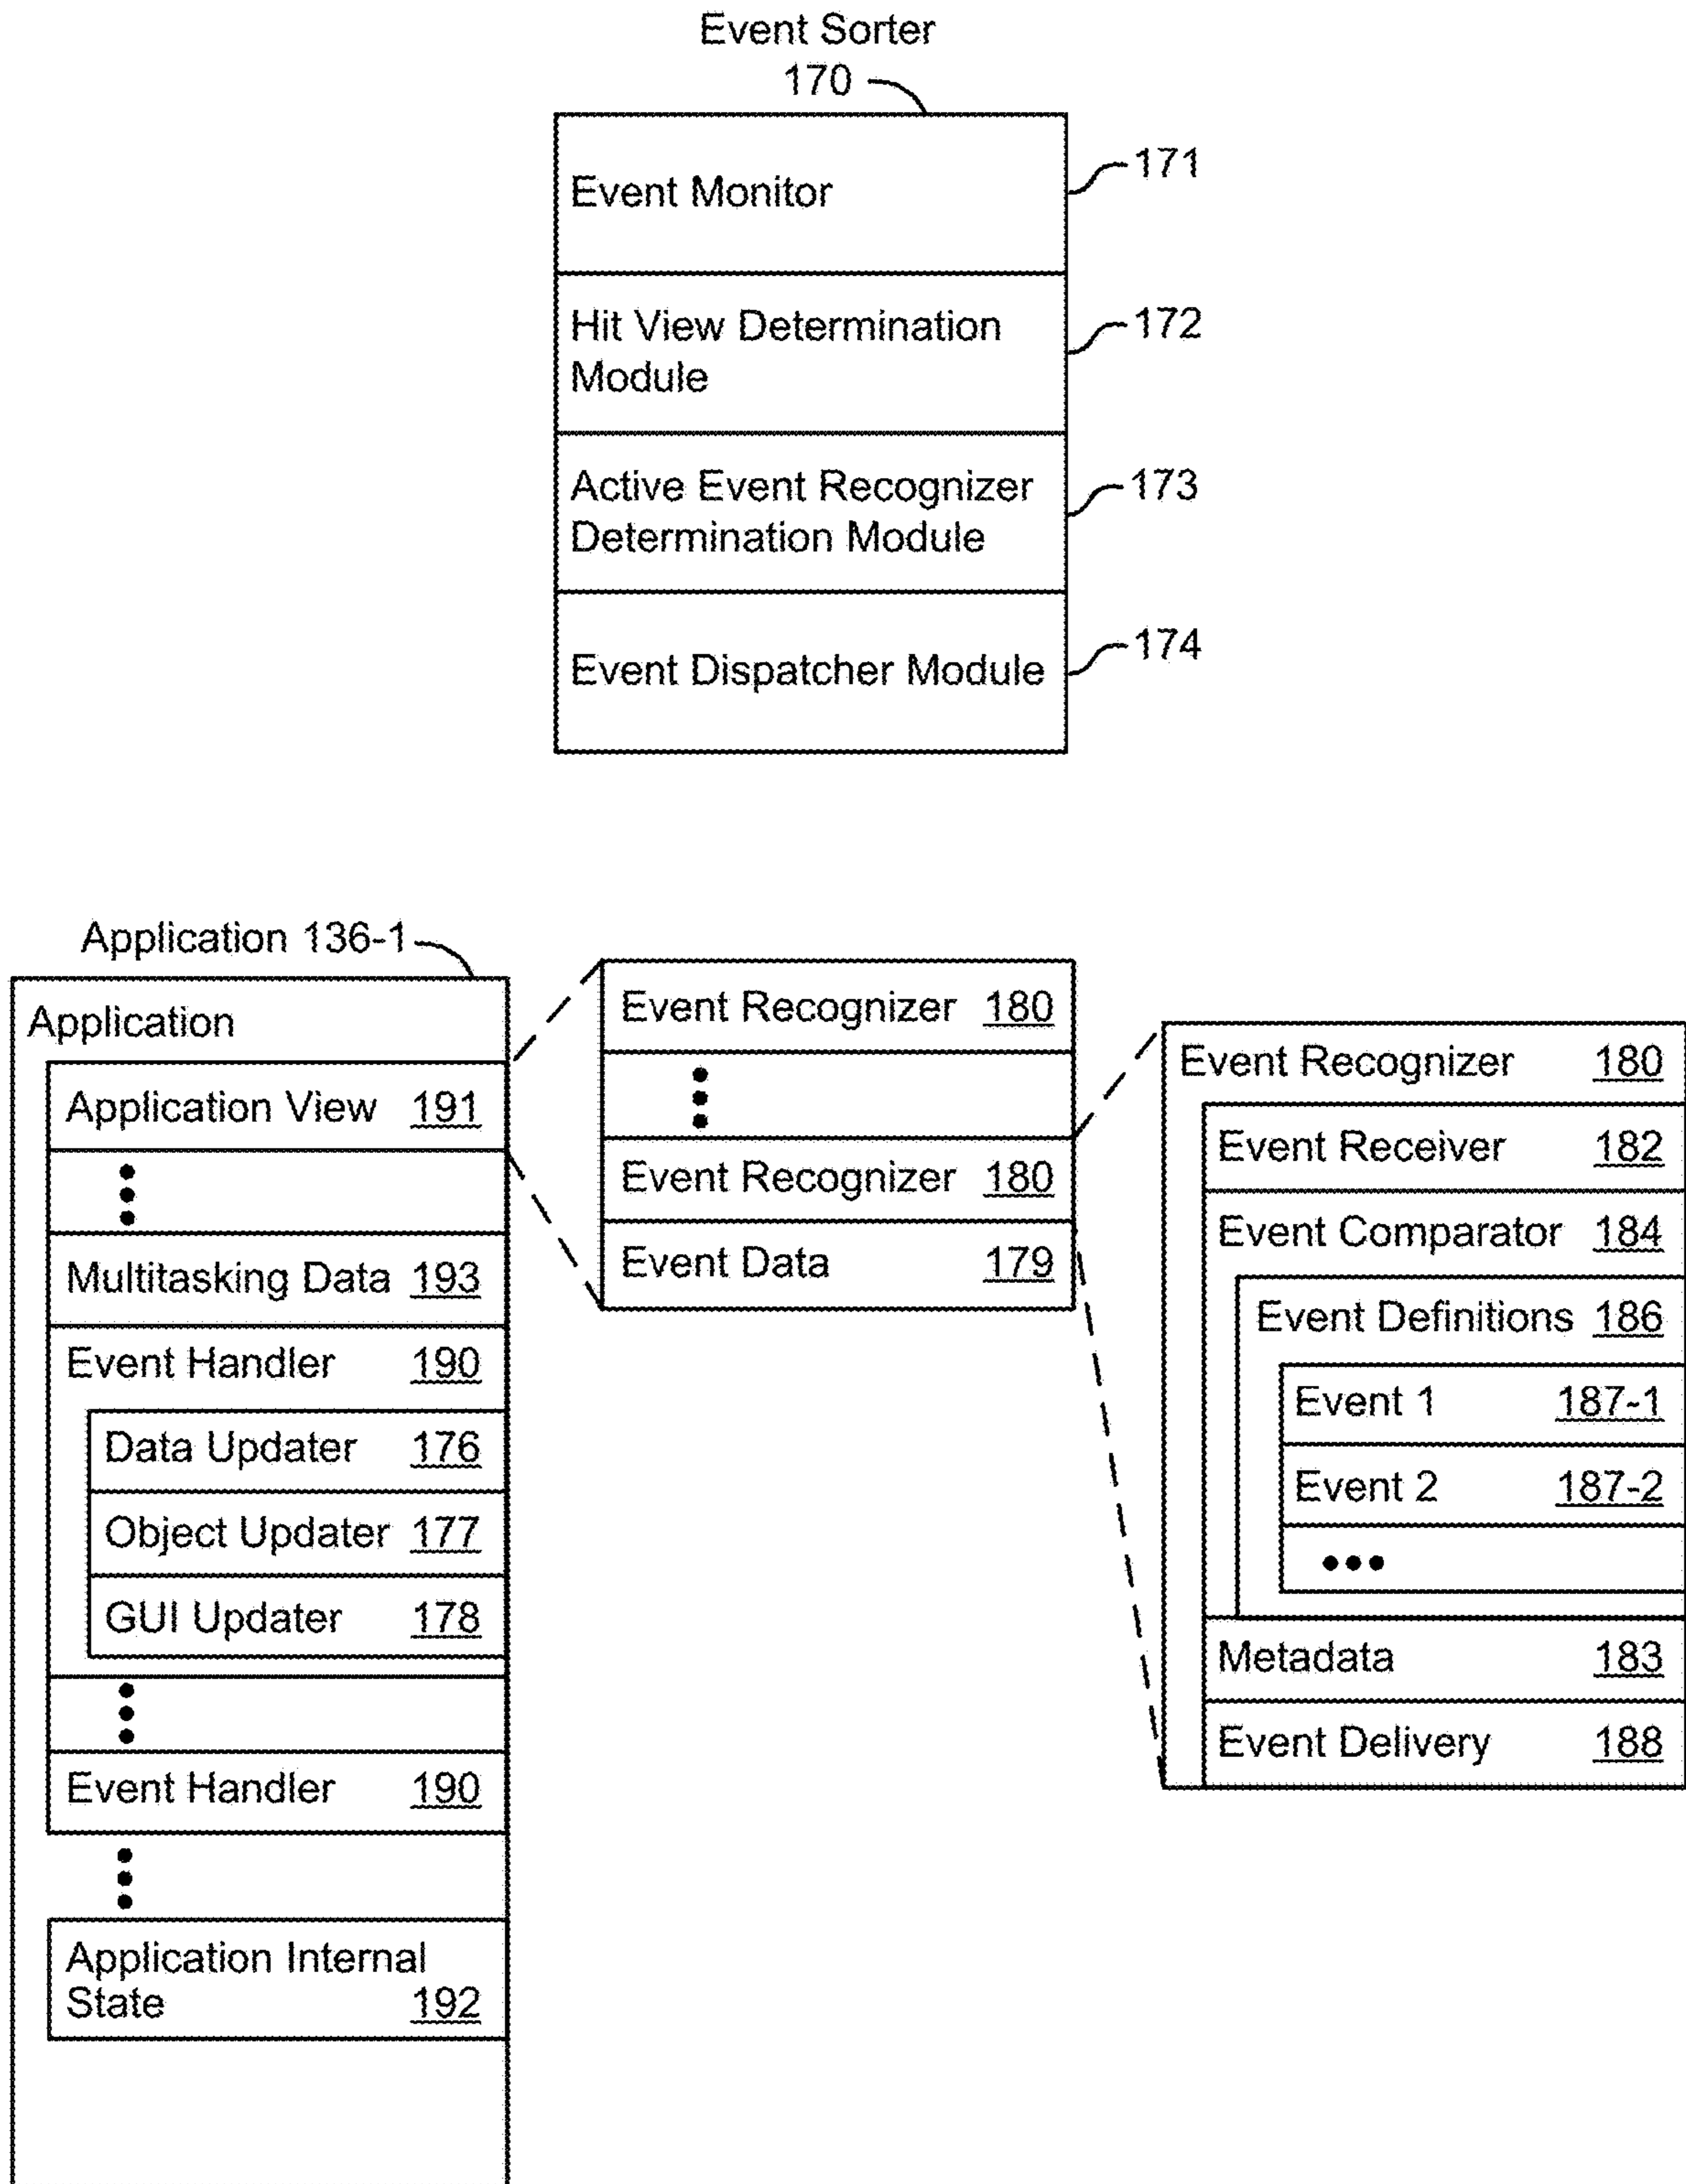 Event Sorter
170
Event Monitor
171
Hit View Determination
Module
172
Active Event Recognizer
Determination Module
173
Event Dispatcher Module
174
Application 136-1
Application
Application View 191
Multitasking Data 193
Event Handler 190
Data Updater 176
Object Updater 177
GUI Updater 178
Event Handler 190
Application Internal
State 192
Event Recognizer 180
Event Recognizer 180
Event Data 179
Event Recognizer 180
Event Receiver 182
Event Comparator 184
Event Definitions 186
Event 1 187-1
Event 2 187-2
Metadata 183
Event Delivery 188